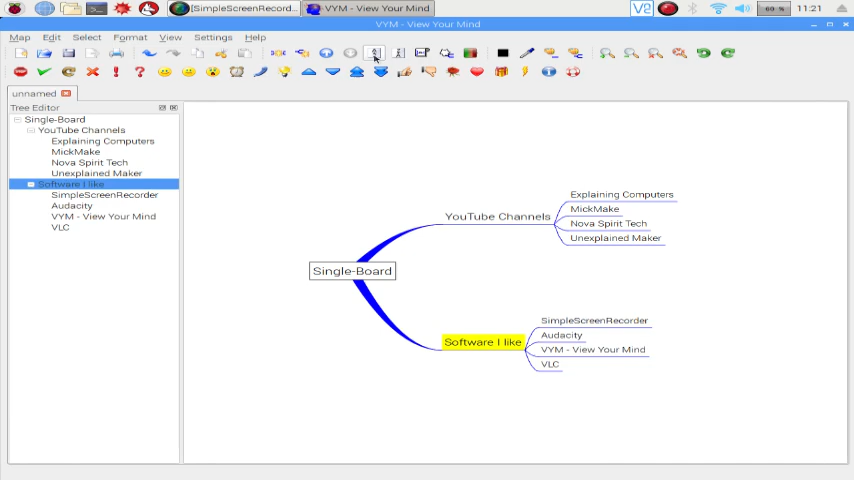 [SimpleScreenRecord...
VYM - View Your Mind
V2
69 %
11:21
VYM - View Your Mind
Map Edit Select Format View Settings Help
unnamed
Tree Editor
Single-Board
YouTube Channels
Explaining Computers
MickMake
Nova Spirit Tech
Unexplained Maker
Software I like
SimpleScreenRecorder
Audacity
VYM - View Your Mind
VLC
Single-Board
YouTube Channels
Explaining Computers
MickMake
Nova Spirit Tech
Unexplained Maker
Software I like
SimpleScreenRecorder
Audacity
VYM - View Your Mind
VLC